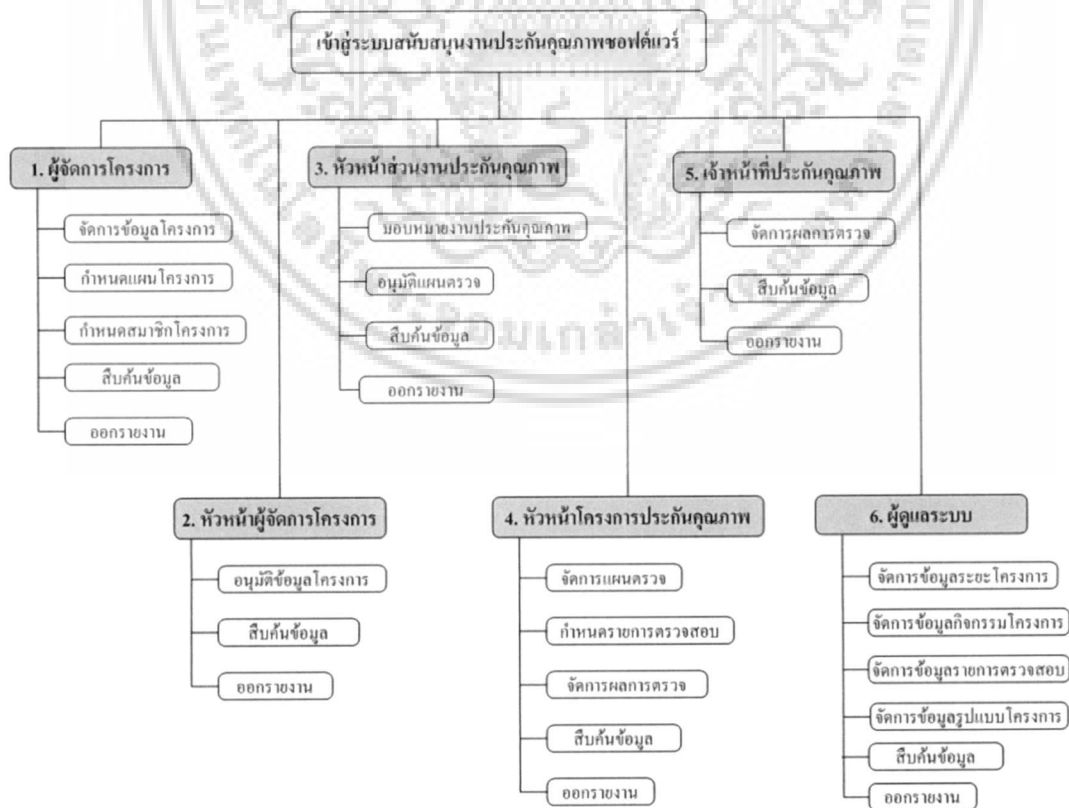 เข้าสู่ระบบสนับสนุนงานประกันคุณภาพซอฟต์แวร์
1. ผู้จัดการโครงการ
จัดการข้อมูลโครงการ
กำหนดแผนโครงการ
กำหนดสมาชิกโครงการ
สืบค้นข้อมูล
ออกรายงาน
2. หัวหน้าผู้จัดการโครงการ
อนุมัติข้อมูลโครงการ
สืบค้นข้อมูล
ออกรายงาน
3. หัวหน้าส่วนงานประกันคุณภาพ
มอบหมายงานประกันคุณภาพ
อนุมัติแผนตรวจ
สืบค้นข้อมูล
ออกรายงาน
4. หัวหน้าโครงการประกันคุณภาพ
จัดการแผนตรวจ
กำหนดรายการตรวจสอบ
จัดการผลการตรวจ
สืบค้นข้อมูล
ออกรายงาน
5. เจ้าหน้าที่ประกันคุณภาพ
จัดการผลการตรวจ
สืบค้นข้อมูล
ออกรายงาน
6. ผู้ดูแลระบบ
จัดการข้อมูลระยะโครงการ
จัดการข้อมูลกิจกรรมโครงการ
จัดการข้อมูลรายการตรวจสอบ
จัดการข้อมูลรูปแบบโครงการ
สืบค้นข้อมูล
ออกรายงาน